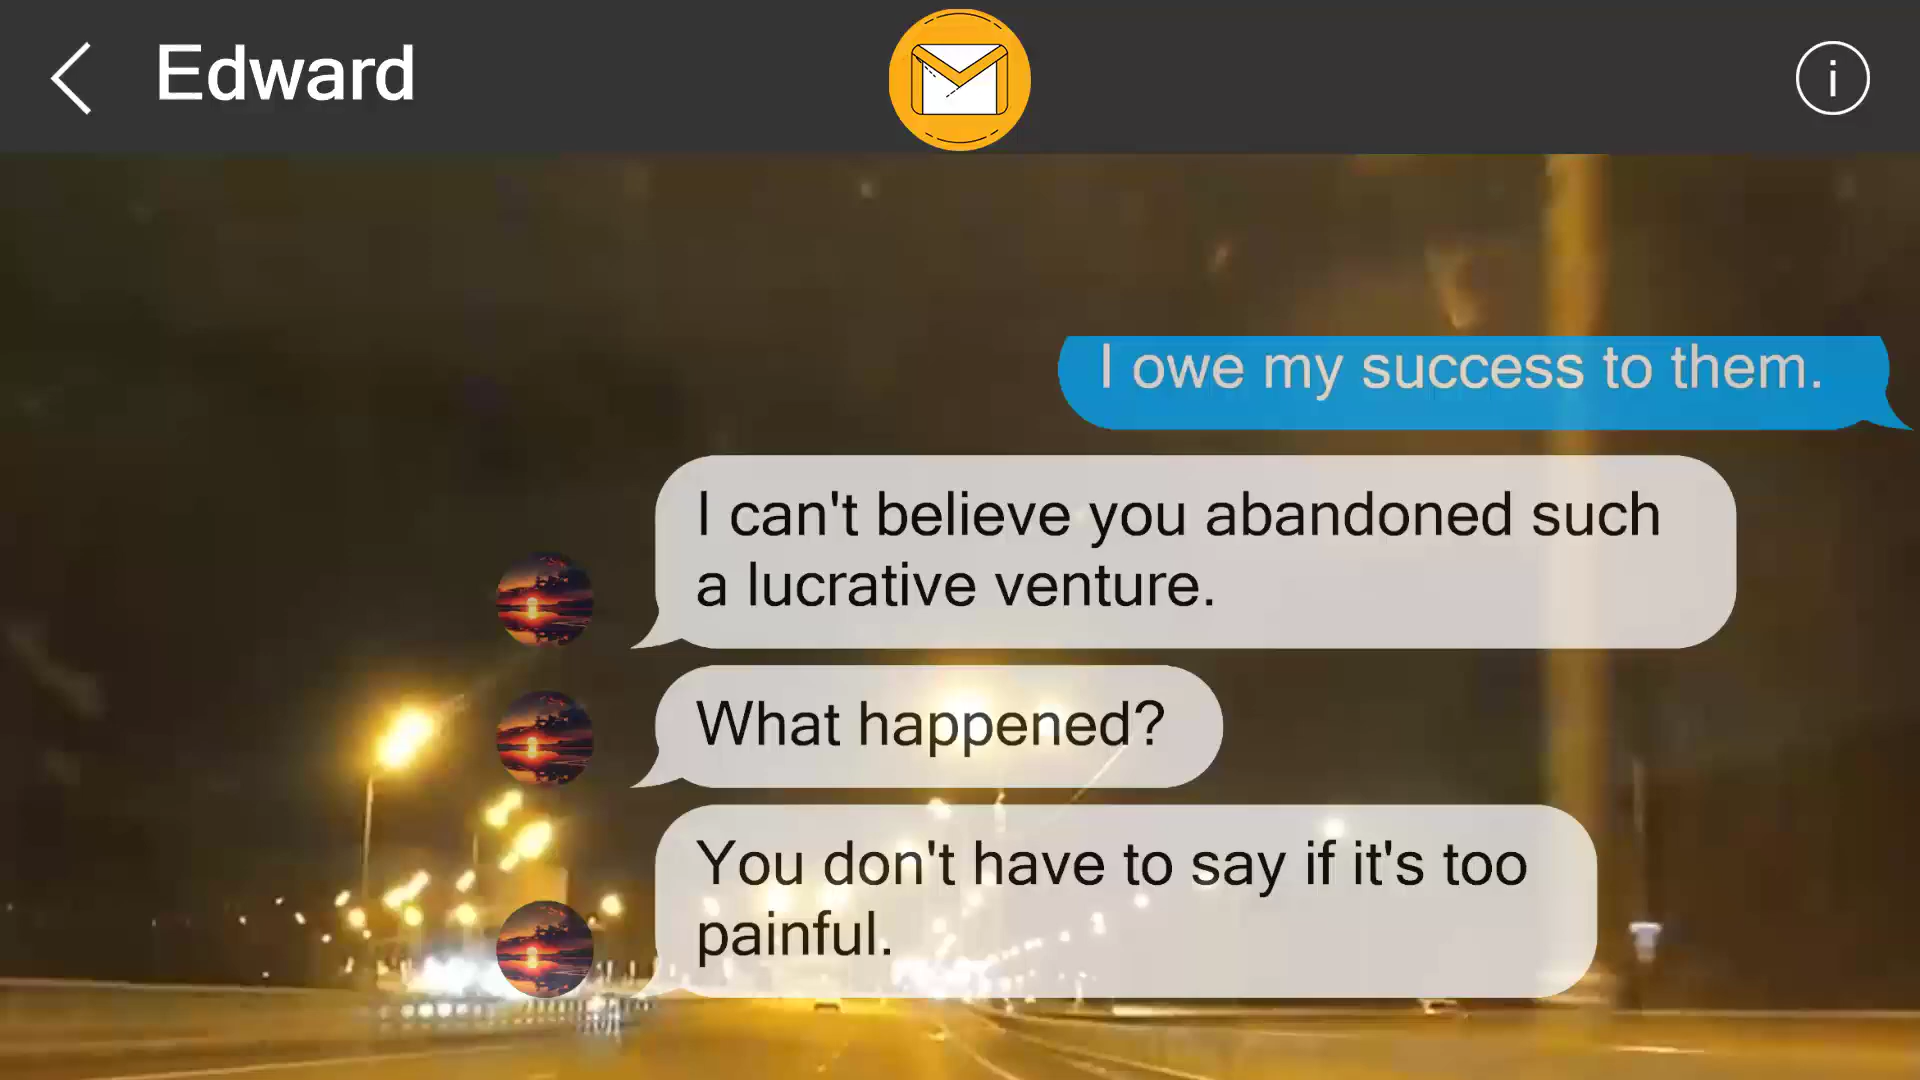 Edward
i
I owe my success to them.
I can't believe you abandoned such
a lucrative venture.
What happened?
You don't have to say if it's too
painful.